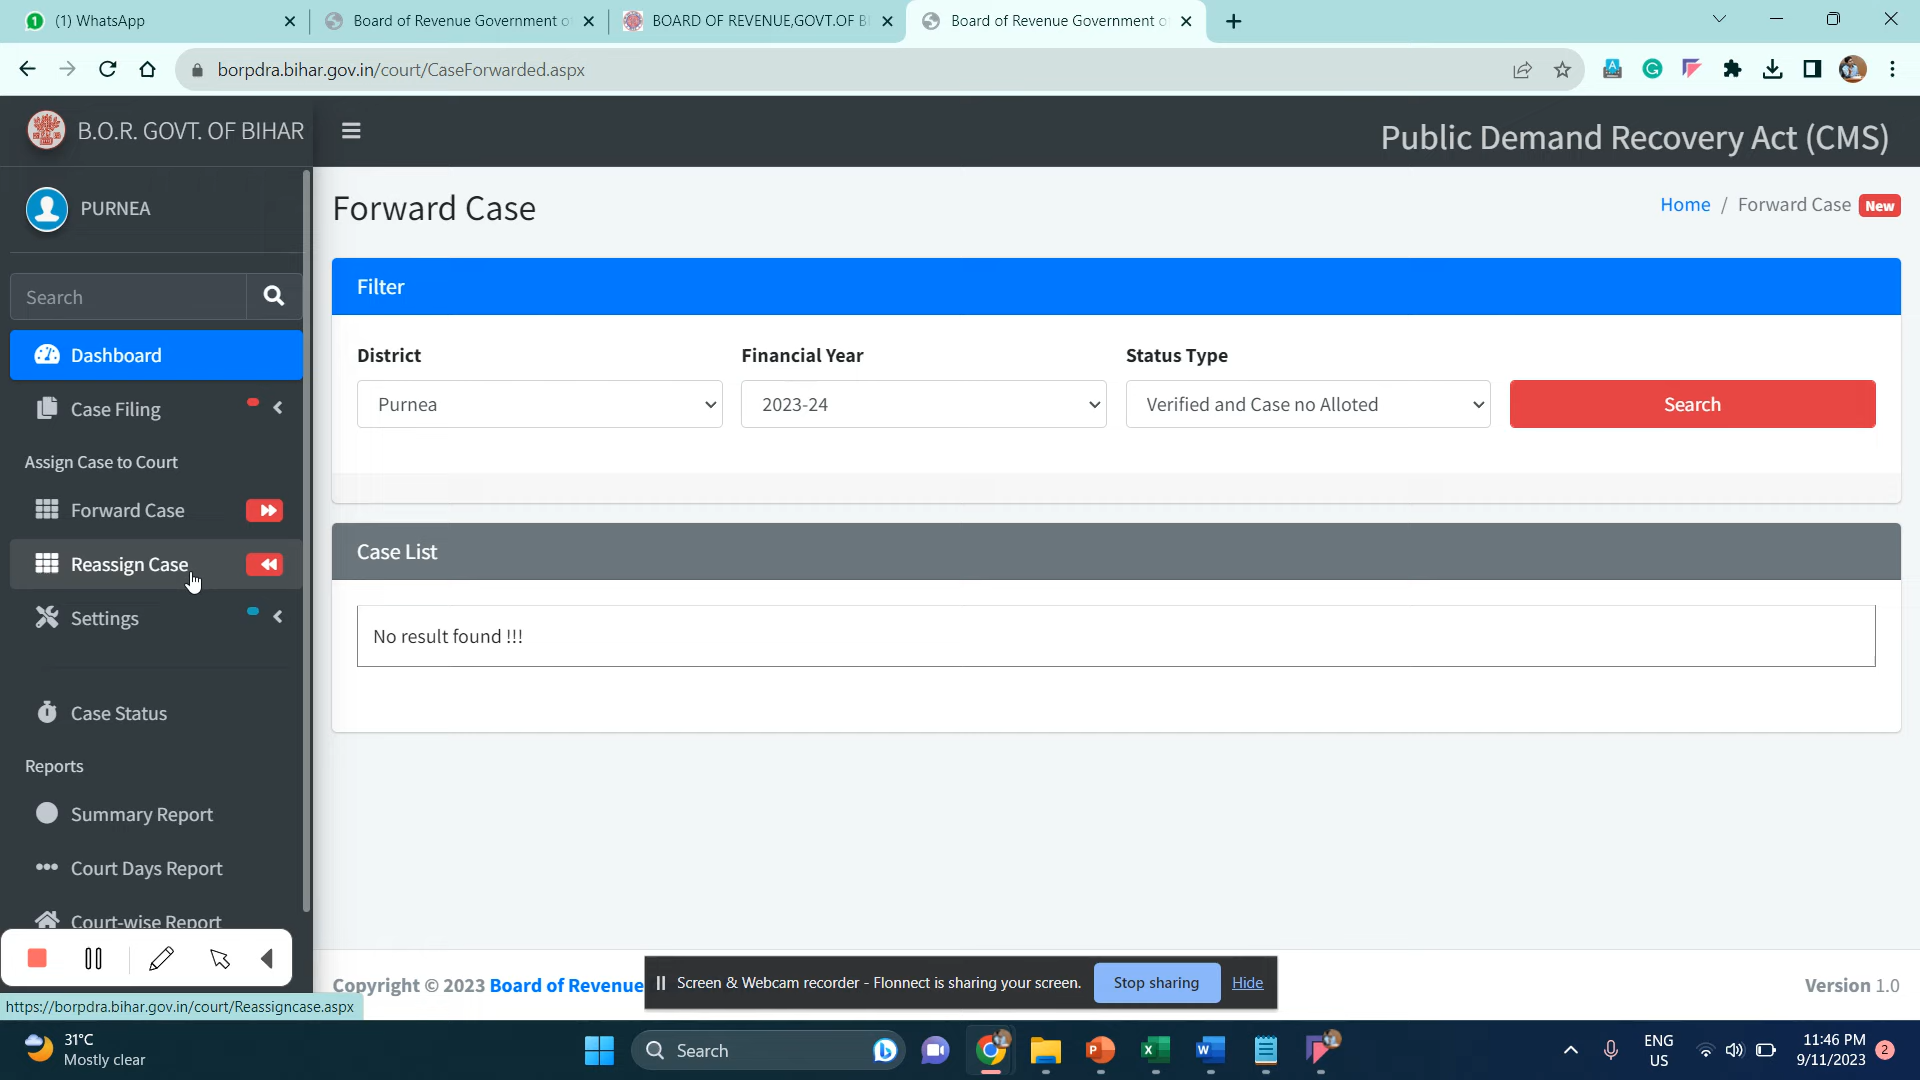 (1) WhatsApp
Board of Revenue Government o
BOARD OF REVENUE,GOVT.OF B
Board of Revenue Government o
borpdra.bihar.gov.in/court/CaseForwarded.aspx
B.O.R. GOVT. OF BIHAR
Public Demand Recovery Act (CMS)
PURNEA
Forward Case
Home / Forward Case New
Search
Filter
Dashboard
District
Financial Year
Status Type
Purnea
2023-24
Verified and Case no Alloted
Search
Case Filing
Assign Case to Court
Forward Case
Case List
Reassign Case
Settings
No result found !!!
Case Status
Reports
Summary Report
Court Days Report
Court-wise Report
Copyright © 2023 Board of Revenue
Screen & Webcam recorder - Flonnect is sharing your screen.
Stop sharing
Hide
Version 1.0
https://borpdra.bihar.gov.in/court/Reassigncase.aspx
31°C
Mostly clear
Search
ENG
US
11:46 PM
9/11/2023
2